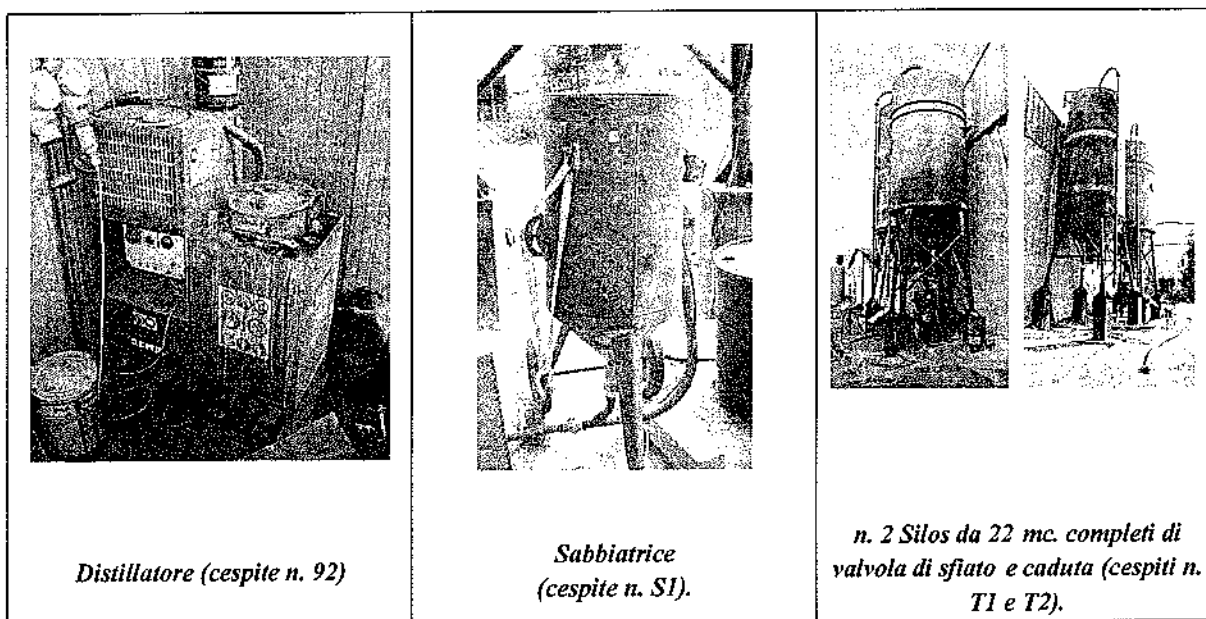 Distillatore (cespite n. 92)
Sabbiatrice
(cespite n. S1).
n. 2 Silos da 22 mc. completi di
valvola di sfiato e caduta (cespiti n.
T1 e T2).